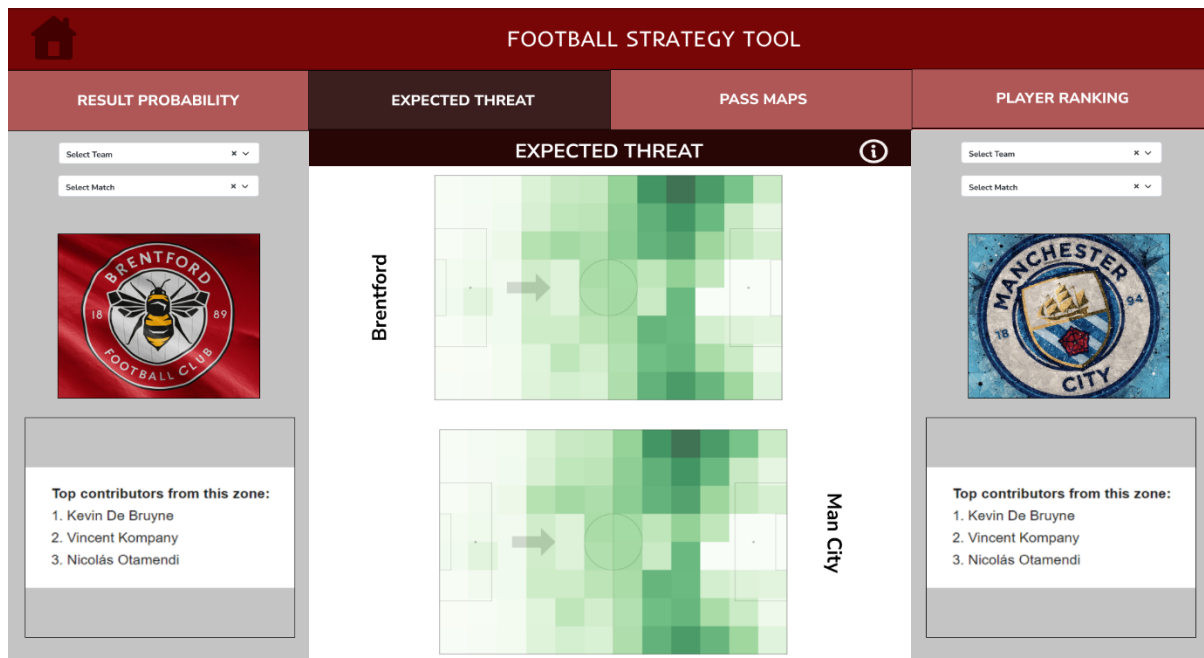 FOOTBALL STRATEGY TOOL
RESULT PROBABILITY
EXPECTED THREAT
PASS MAPS
PLAYER RANKING
Select Team
Select Match
BRENTFORD
18 89
FOOTBALL CLUB
Top contributors from this zone:
1. Kevin De Bruyne
2. Vincent Kompany
3. Nicolás Otamendi
EXPECTED THREAT
Brentford
Man City
Select Team
Select Match
MANCHESTER
18 94
CITY
Top contributors from this zone:
1. Kevin De Bruyne
2. Vincent Kompany
3. Nicolás Otamendi